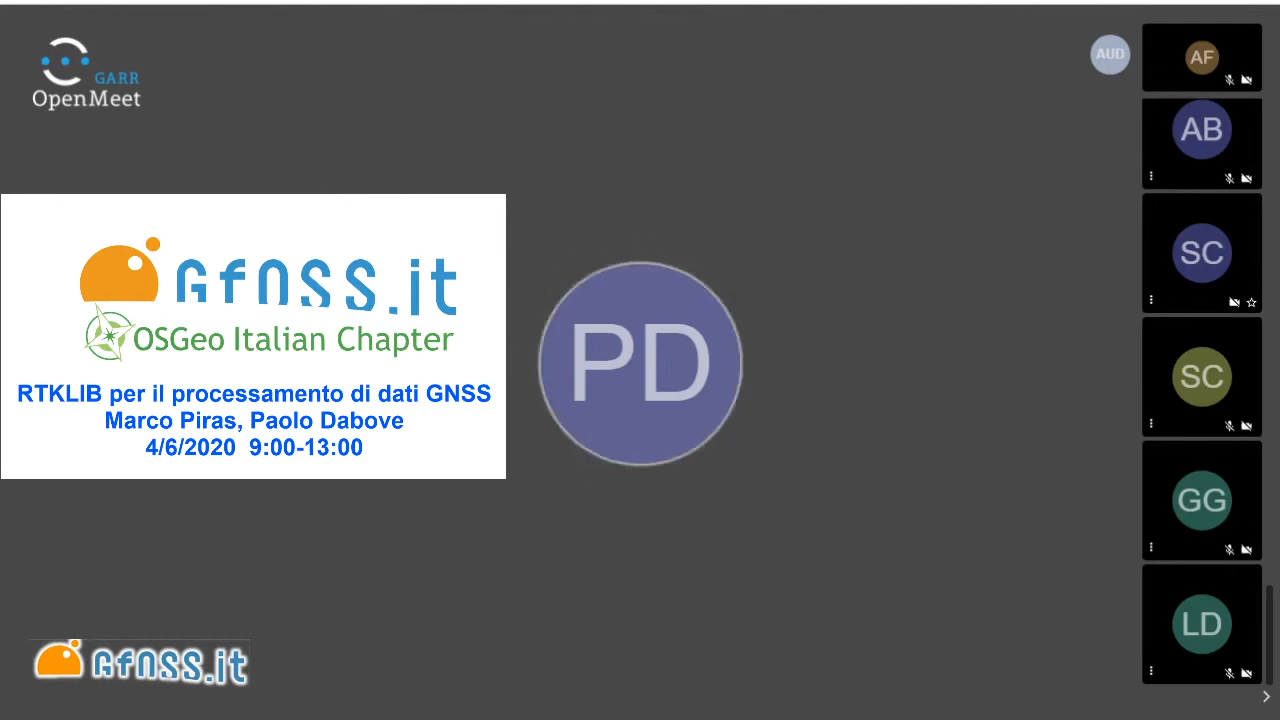 GARR
OpenMeet
AUD
AF
AB
SC
SC
GG
LD
GfOSS.it
OSGeo Italian Chapter
RTKLIB per il processamento di dati GNSS
Marco Piras, Paolo Dabove
4/6/2020 9:00-13:00
PD
GfOSS.it